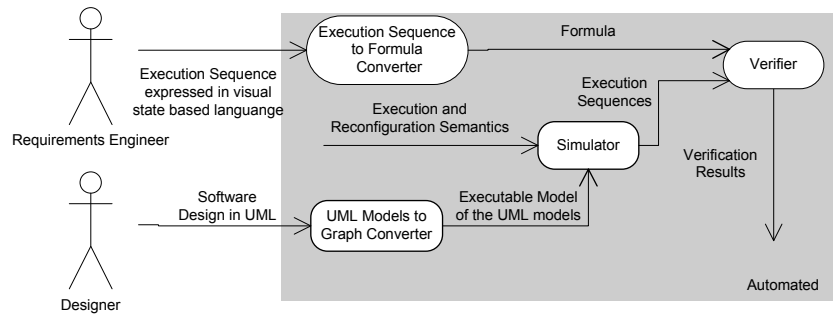 Execution Sequence
to Formula
Converter
Formula
Verifier
Execution Sequence
expressed in visual
state based languange
Execution
Sequences
Execution and
Reconfiguration Semantics
Requirements Engineer
Simulator
Verification
Results
Software
Design in UML
UML Models to
Graph Converter
Executable Model
of the UML models
Automated
Designer